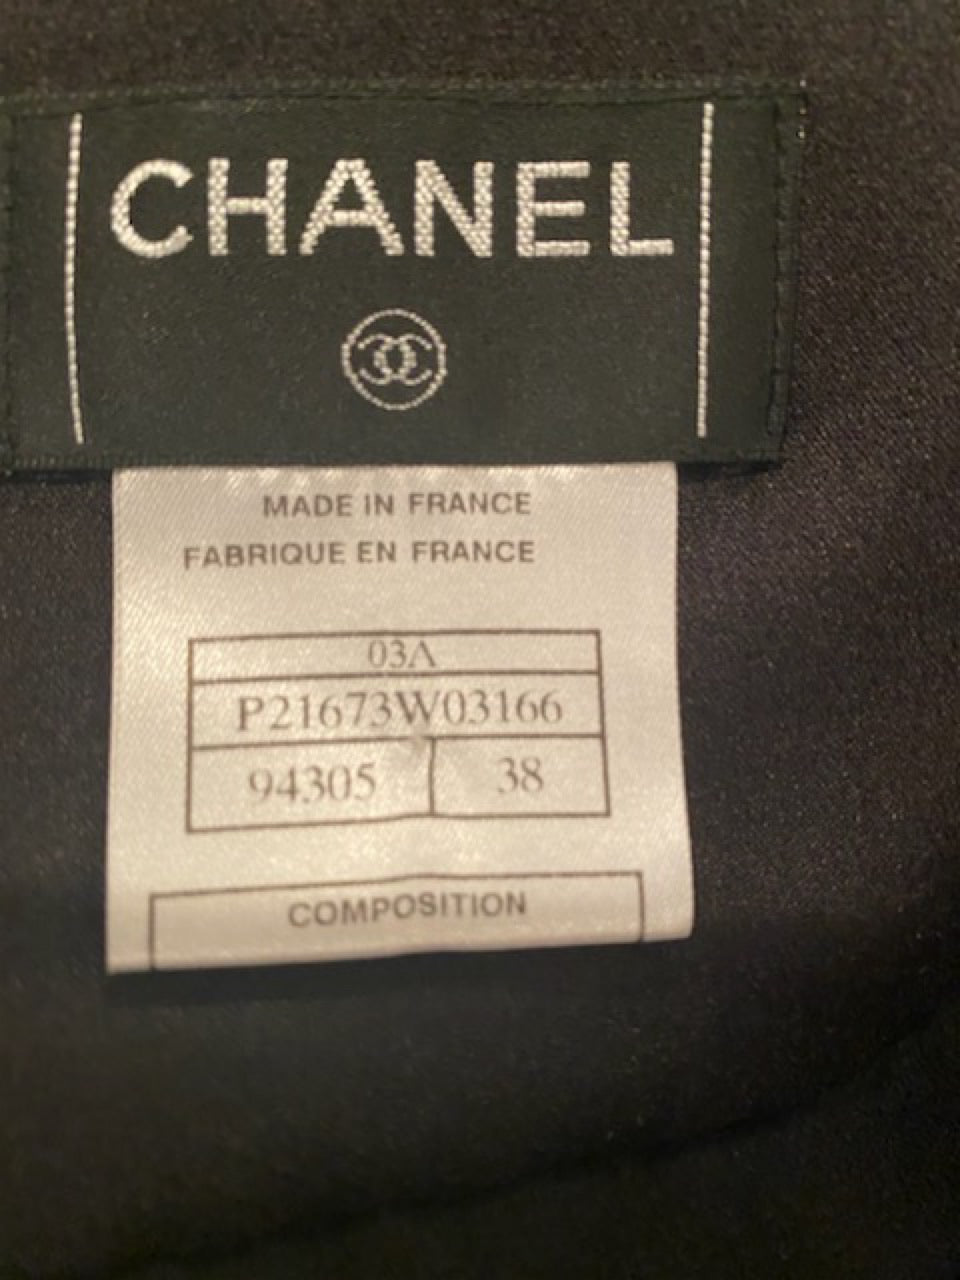 CHANEL
MADE IN FRANCE
FABRIQUE EN FRANCE
03A
P21673W03166
94305 38
COMPOSITION